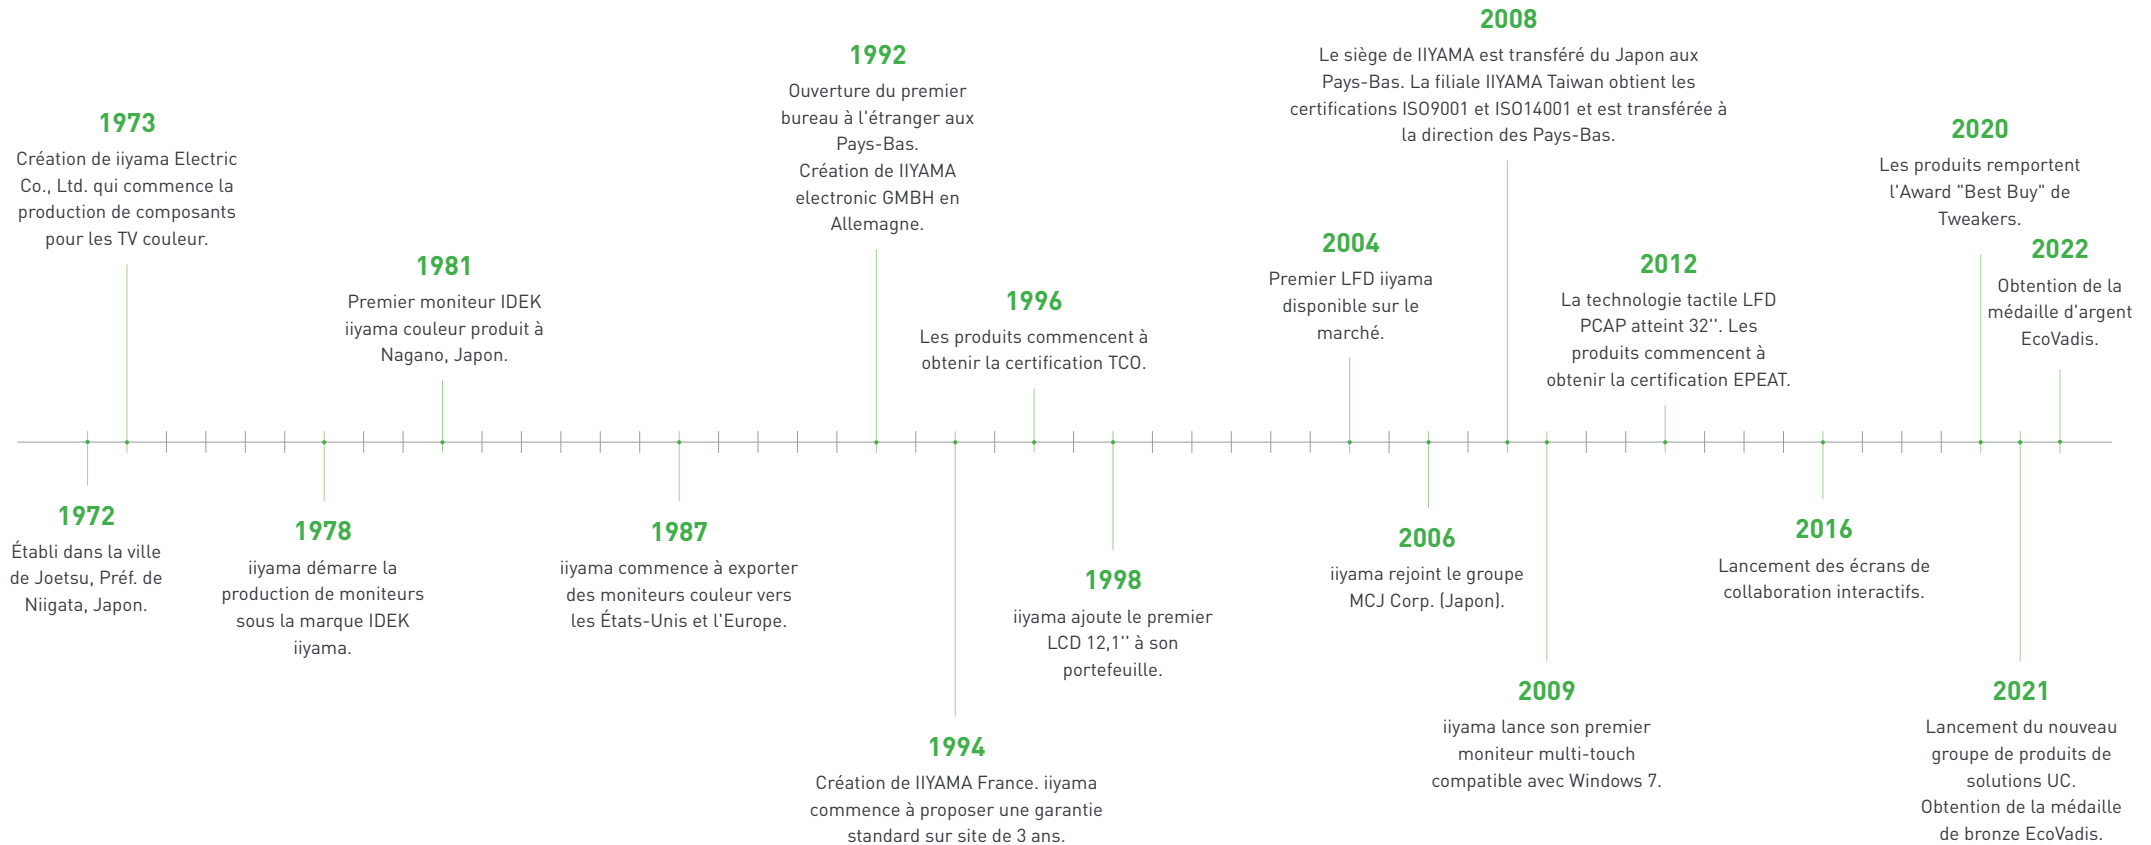 1972
Établi dans la ville
de Joetsu, Préf. de
Niigata, Japon.
1973
Création de iiyama Electric
Co., Ltd. qui commence la
production de composants
pour les TV couleur.
1978
iiyama démarre la
production de moniteurs
sous la marque IDEK
iiyama.
1981
Premier moniteur IDEK
iiyama couleur produit à
Nagano, Japon.
1987
iiyama commence à exporter
des moniteurs couleur vers
les États-Unis et l'Europe.
1992
Ouverture du premier
bureau à l'étranger aux
Pays-Bas.
Création de IIYAMA
electronic GMBH en
Allemagne.
1994
Création de IIYAMA France. iiyama
commence à proposer une garantie
standard sur site de 3 ans.
1996
Les produits commencent à
obtenir la certification TCO.
1998
iiyama ajoute le premier
LCD 12,1'' à son
portefeuille.
2004
Premier LFD iiyama
disponible sur le
marché.
2006
iiyama rejoint le groupe
MCJ Corp. (Japon).
2008
Le siège de IIYAMA est transféré du Japon aux
Pays-Bas. La filiale IIYAMA Taiwan obtient les
certifications ISO9001 et ISO14001 et est transférée à
la direction des Pays-Bas.
2009
iiyama lance son premier
moniteur multi-touch
compatible avec Windows 7.
2012
La technologie tactile LFD
PCAP atteint 32''. Les
produits commencent à
obtenir la certification EPEAT.
2016
Lancement des écrans de
collaboration interactifs.
2020
Les produits remportent
l'Award "Best Buy" de
Tweakers.
2021
Lancement du nouveau
groupe de produits de
solutions UC.
Obtention de la médaille
de bronze EcoVadis.
2022
Obtention de la
médaille d'argent
EcoVadis.